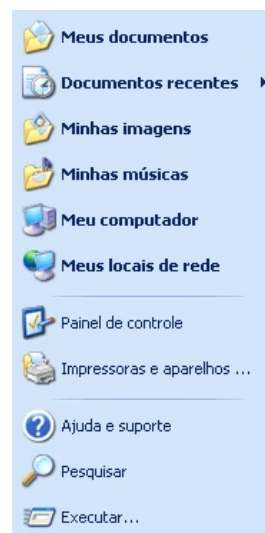 Meus documentos
Documentos recentes
Minhas imagens
Minhas músicas
Meu computador
Meus locais de rede
Painel de controle
Impressoras e aparelhos ...
Ajuda e suporte
Pesquisar
Executar...